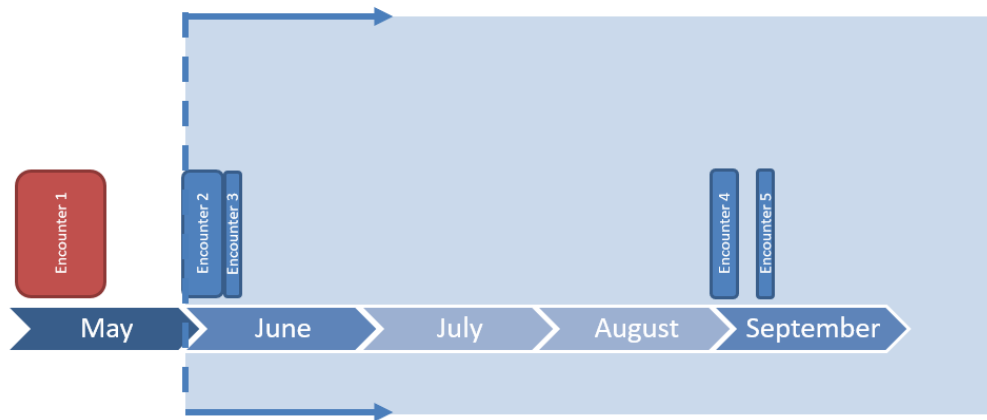 Encounter 1
Encounter 2
Encounter 3
Encounter 4
Encounter 5
May
June
July
August
September